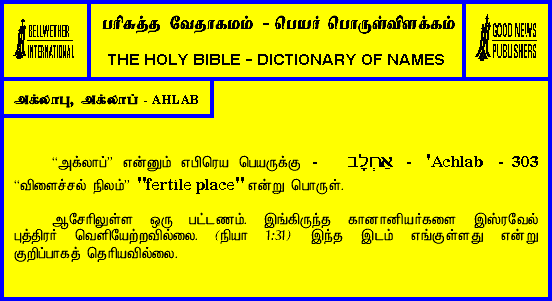 BELLWETHER
INTERNATIONAL
பரிசுத்த வேதாகமம் - பெயர் பொருள்விளக்கம்
THE HOLY BIBLE - DICTIONARY OF NAMES
GOOD NEWS
PUBLISHERS
அக்லாபு, அக்லாப் - AHLAB
“அக்லாப்” என்னும் எபிரெய பெயருக்கு - אַחְלָב - 'Achlab - 303
“விளைச்சல் நிலம்” "fertile place" என்று பொருள்.
ஆசேரிலுள்ள ஒரு பட்டணம். இங்கிருந்த கானானியர்களை இஸ்ரவேல்
புத்திரர் வெளியேற்றவில்லை. (நியா 1:31) இந்த இடம் எங்குள்ளது என்று
குறிப்பாகத் தெரியவில்லை.